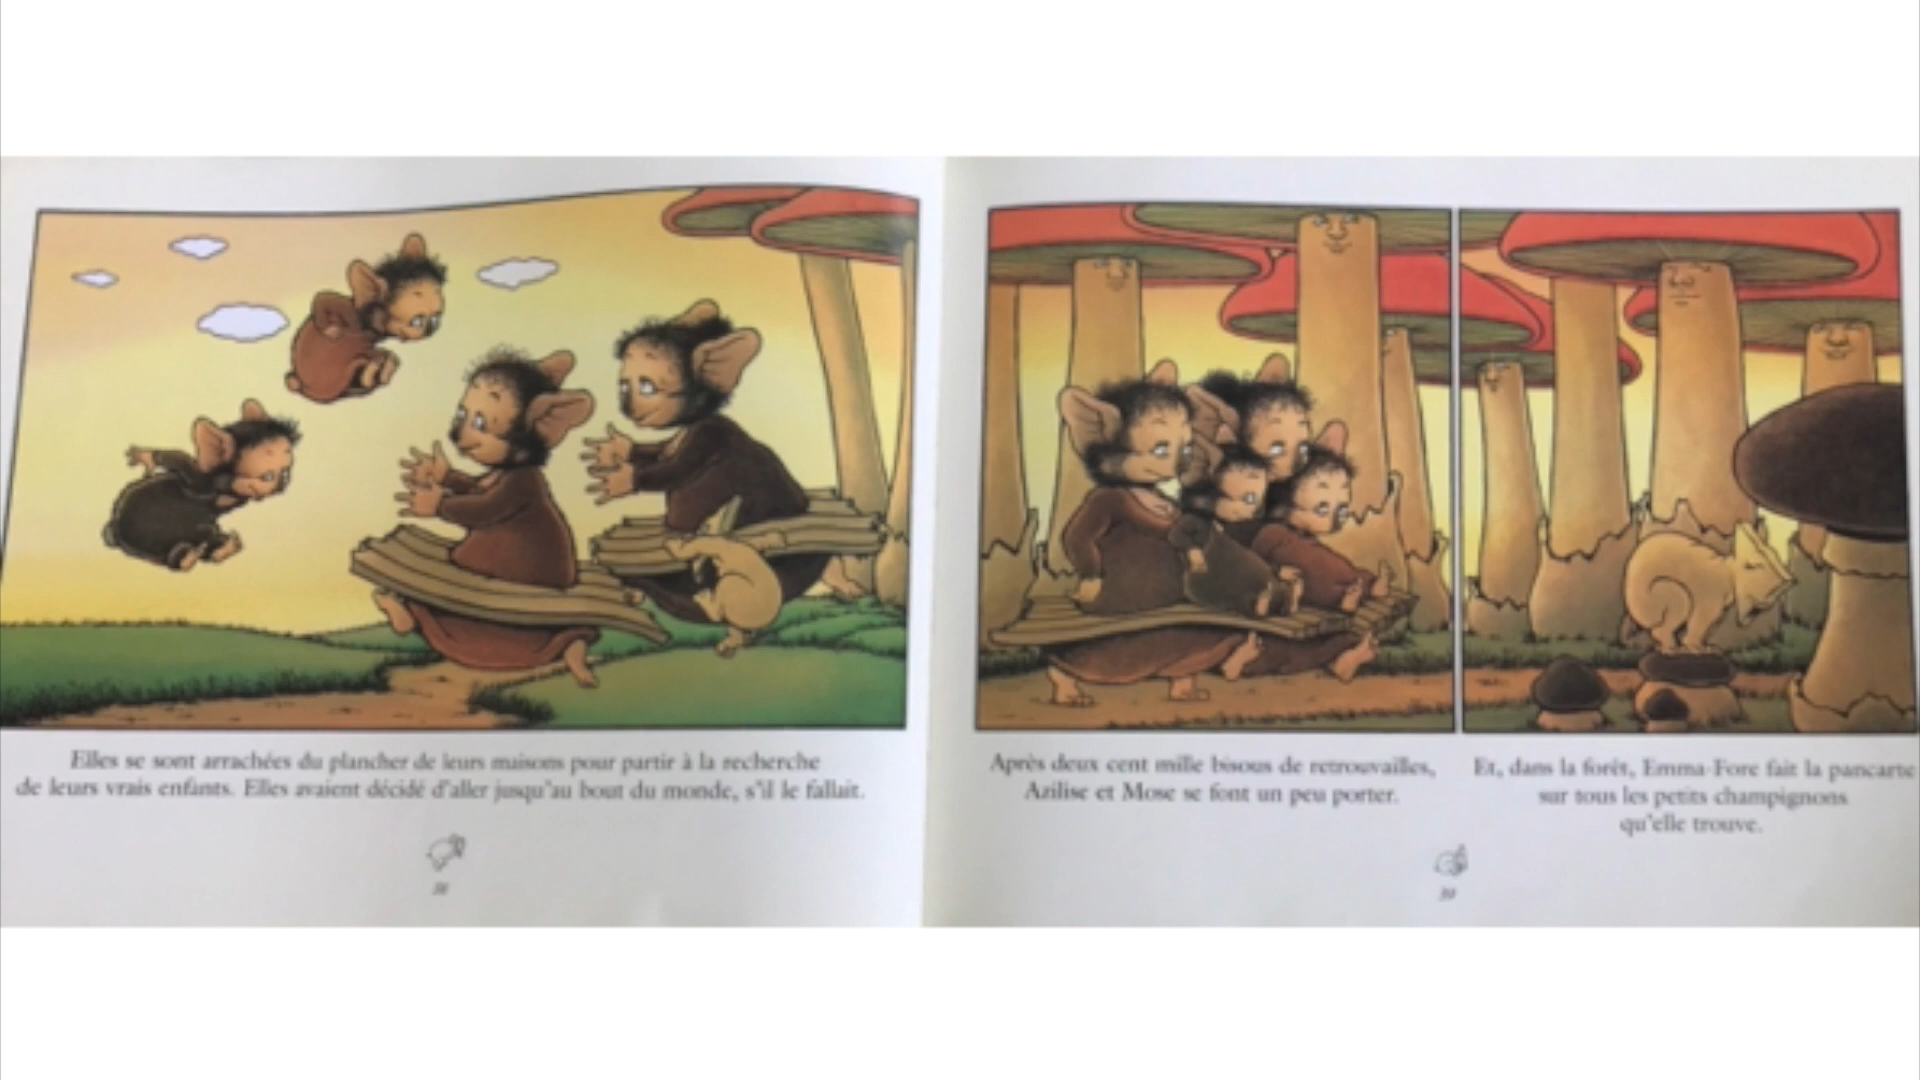 Elles se sont arrachées du plancher de leurs maisons pour partir à la recherche
de leurs vrais enfants. Elles avaient décidé d'aller jusqu'au bout du monde, s'il le fallait.
Après deux cent mille bisous de retrouvailles,
Azilise et Mose se font un peu porter.
Et, dans la forêt, Emma-Fore fait la pancarte
sur tous les petits champignons
qu'elle trouve.